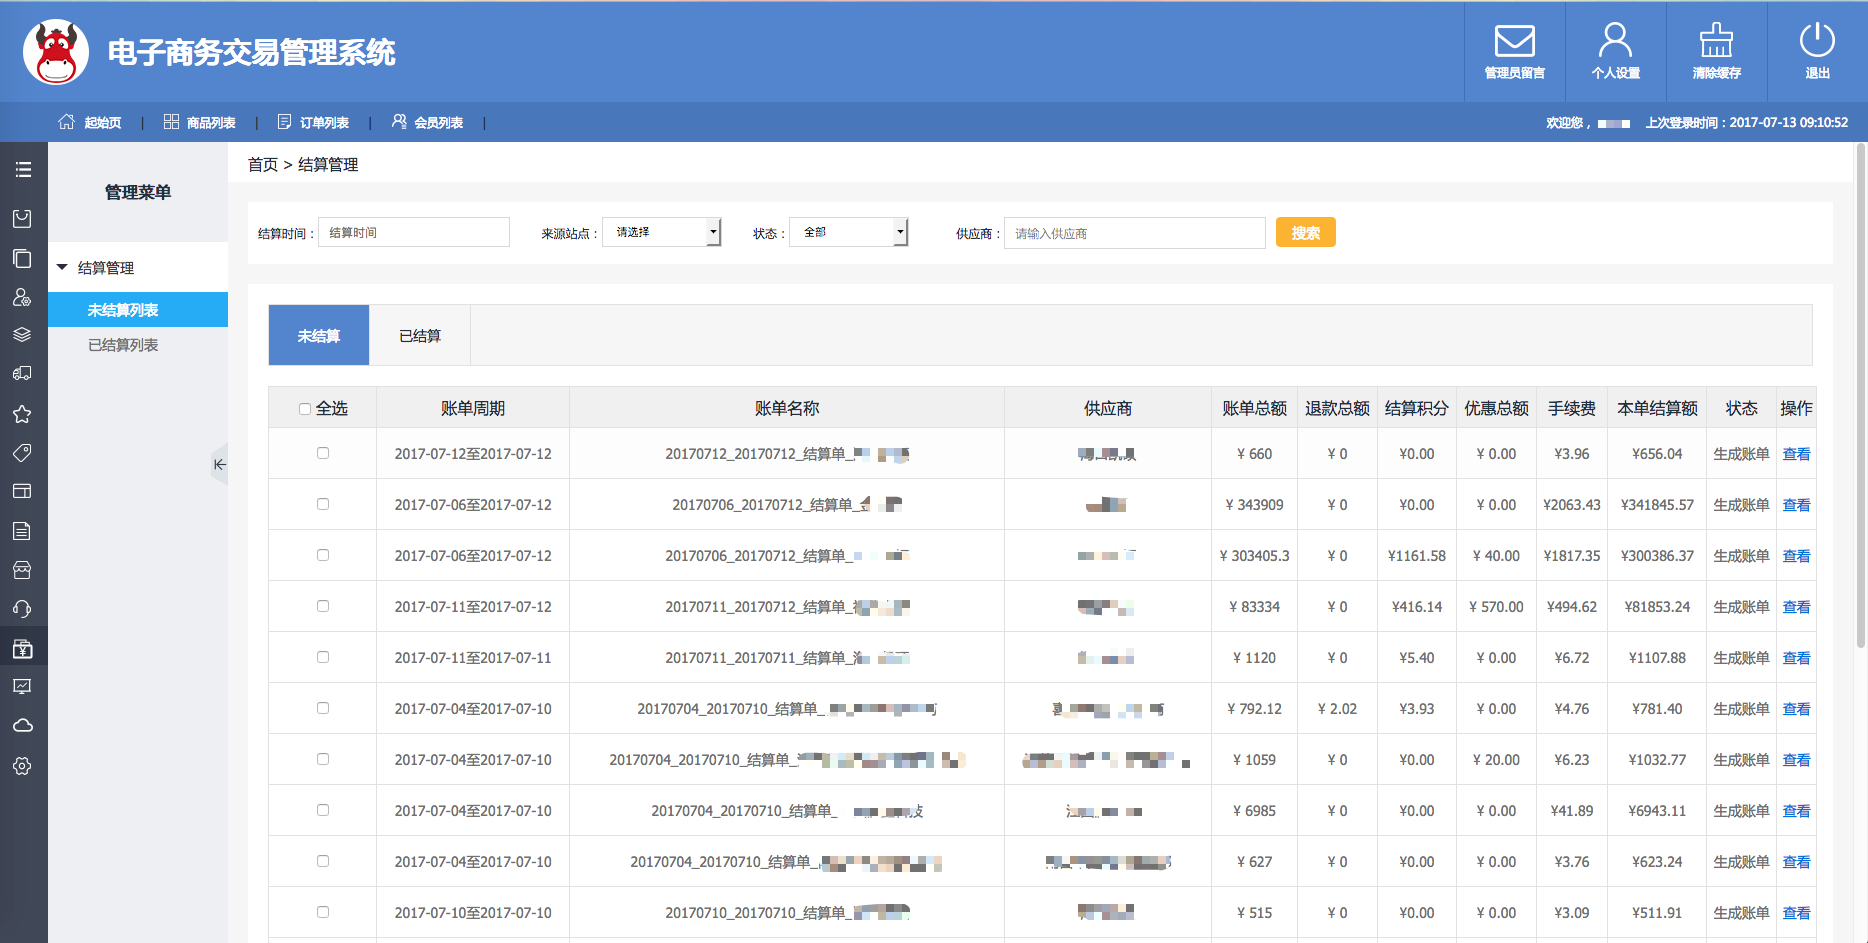 电子商务交易管理系统
管理员留言 个人设置 清除缓存 退出
起始页 | 商品列表 | 订单列表 | 会员列表 |
欢迎您， 上次登录时间：2017-07-13 09:10:52
管理菜单
结算管理
未结算列表
已结算列表
首页 > 结算管理
结算时间： 结算时间 来源站点： 请选择 状态： 全部 供应商： 请输入供应商 搜索
未结算 已结算
全选 账单周期 账单名称 供应商 账单总额 退款总额 结算积分 优惠总额 手续费 本单结算额 状态 操作
2017-07-12至2017-07-12 20170712_20170712_结算单_ ¥ 660 ¥ 0 ¥0.00 ¥ 0.00 ¥3.96 ¥656.04 生成账单 查看
2017-07-06至2017-07-12 20170706_20170712_结算单_ ¥ 343909 ¥ 0 ¥0.00 ¥ 0.00 ¥2063.43 ¥341845.57 生成账单 查看
2017-07-06至2017-07-12 20170706_20170712_结算单_ ¥ 303405.3 ¥ 0 ¥1161.58 ¥ 40.00 ¥1817.35 ¥300386.37 生成账单 查看
2017-07-11至2017-07-12 20170711_20170712_结算单_ ¥ 83334 ¥ 0 ¥416.14 ¥ 570.00 ¥494.62 ¥81853.24 生成账单 查看
2017-07-11至2017-07-11 20170711_20170711_结算单_ ¥ 1120 ¥ 0 ¥5.40 ¥ 0.00 ¥6.72 ¥1107.88 生成账单 查看
2017-07-04至2017-07-10 20170704_20170710_结算单_ ¥ 792.12 ¥ 2.02 ¥3.93 ¥ 0.00 ¥4.76 ¥781.40 生成账单 查看
2017-07-04至2017-07-10 20170704_20170710_结算单_ ¥ 1059 ¥ 0 ¥0.00 ¥ 20.00 ¥6.23 ¥1032.77 生成账单 查看
2017-07-04至2017-07-10 20170704_20170710_结算单_ ¥ 6985 ¥ 0 ¥0.00 ¥ 0.00 ¥41.89 ¥6943.11 生成账单 查看
2017-07-04至2017-07-10 20170704_20170710_结算单_ ¥ 627 ¥ 0 ¥0.00 ¥ 0.00 ¥3.76 ¥623.24 生成账单 查看
2017-07-10至2017-07-10 20170710_20170710_结算单_ ¥ 515 ¥ 0 ¥0.00 ¥ 0.00 ¥3.09 ¥511.91 生成账单 查看